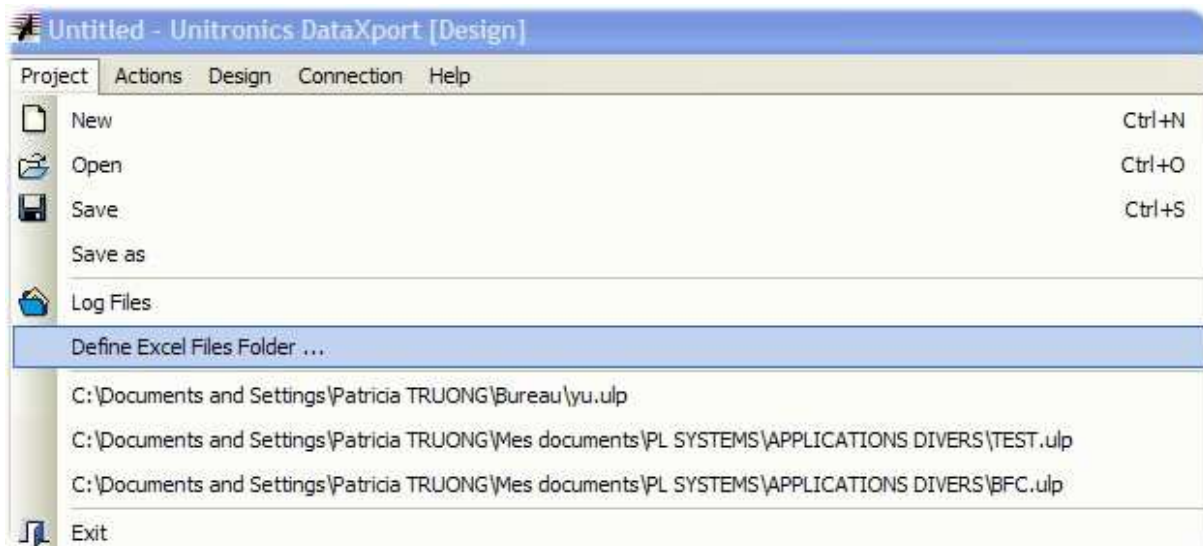 Untitled - Unitronics DataXport [Design]
Project Actions Design Connection Help
New Ctrl+N
Open Ctrl+O
Save Ctrl+S
Save as
Log Files
Define Excel Files Folder ...
C:\Documents and Settings\Patricia TRUONG\Bureau\yu.ulp
C:\Documents and Settings\Patricia TRUONG\Mes documents\PL SYSTEMS\APPLICATIONS DIVERS\TEST.ulp
C:\Documents and Settings\Patricia TRUONG\Mes documents\PL SYSTEMS\APPLICATIONS DIVERS\BFC.ulp
Exit